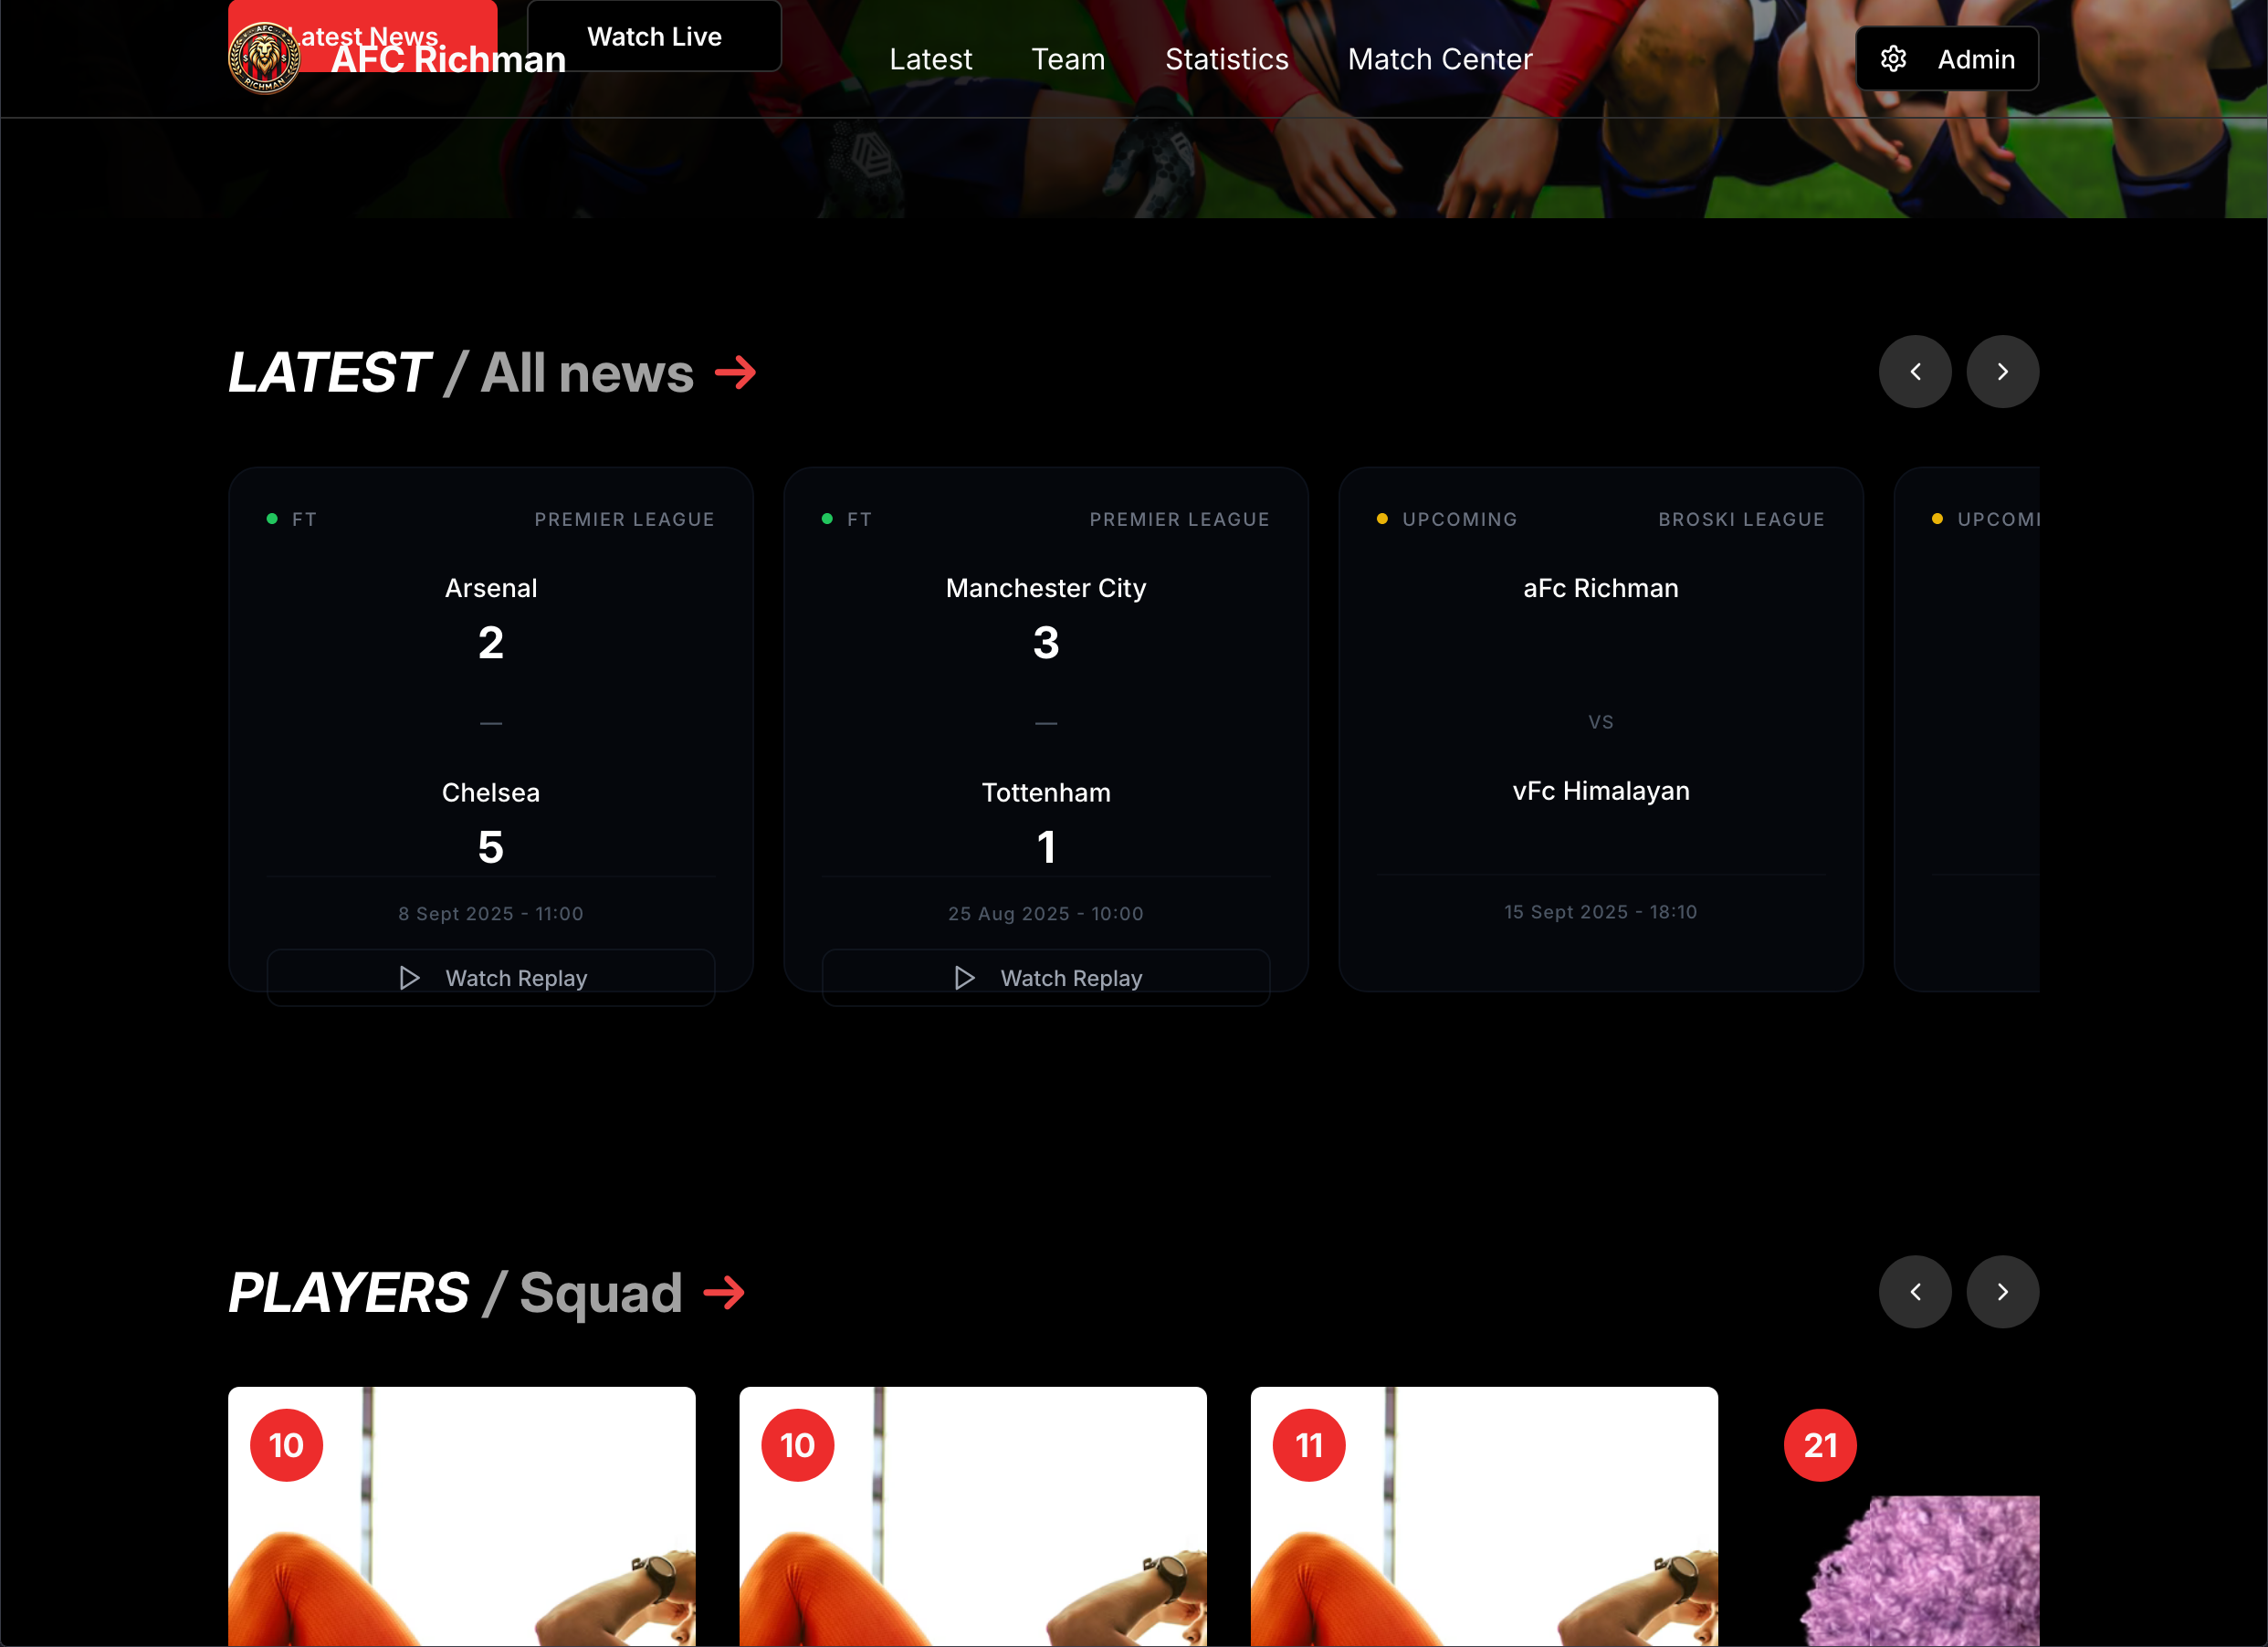 Latest News
Watch Live
AFC
RICHMAN
AFC Richman
Latest
Team
Statistics
Match Center
Admin
LATEST / All news
FT
PREMIER LEAGUE
Arsenal
2
—
Chelsea
5
8 Sept 2025 - 11:00
Watch Replay
FT
PREMIER LEAGUE
Manchester City
3
—
Tottenham
1
25 Aug 2025 - 10:00
Watch Replay
UPCOMING
BROSKI LEAGUE
aFc Richman
VS
vFc Himalayan
15 Sept 2025 - 18:10
UPCOMI
PLAYERS / Squad
10
10
11
21